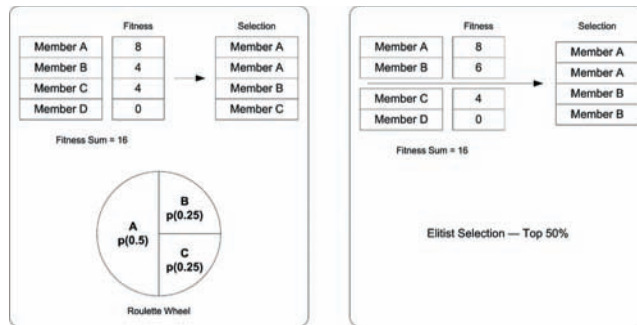 Fitness Selection
Member A 8 Member A
Member B 4 Member A
Member C 4 Member B
Member D 0 Member C
Fitness Sum = 16
A
p(0.5)
B
p(0.25)
C
p(0.25)
Roulette Wheel
Fitness Selection
Member A 8 Member A
Member B 6 Member A
Member C 4 Member B
Member D 0 Member B
Fitness Sum = 16
Elitist Selection — Top 50%